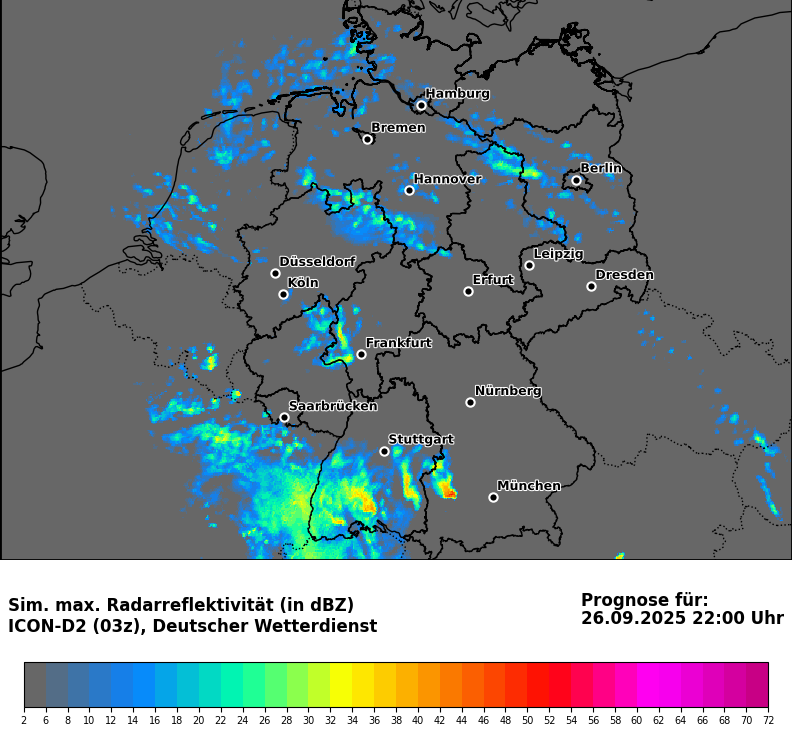 Hamburg
Bremen
Berlin
Hannover
Leipzig
Düsseldorf
Dresden
Köln
Erfurt
Frankfurt
Nürnberg
Saarbrücken
Stuttgart
München
Sim. max. Radarreflektivität (in dBZ)
ICON-D2 (03z), Deutscher Wetterdienst
Prognose für:
26.09.2025 22:00 Uhr
2 6 8 10 12 14 16 18 20 22 24 26 28 30 32 34 36 38 40 42 44 46 48 50 52 54 56 58 60 62 64 66 68 70 72